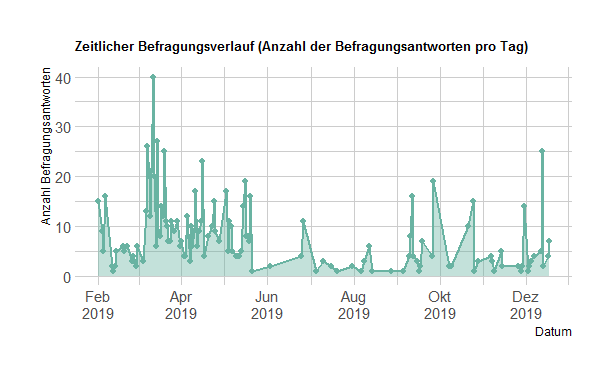 Zeitlicher Befragungsverlauf (Anzahl der Befragungsantworten pro Tag)
Anzahl Befragungsantworten
40
30
20
10
0
Feb Apr Jun Aug Okt Dez
2019 2019 2019 2019 2019 2019
Datum